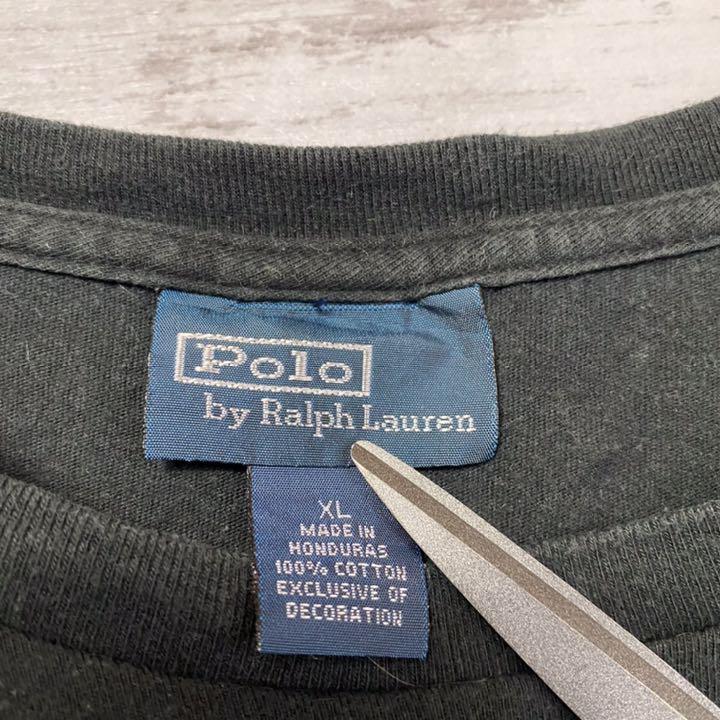 Polo
by Ralph Lauren
XL
MADE IN
HONDURAS
100% COTTON
EXCLUSIVE OF
DECORATION